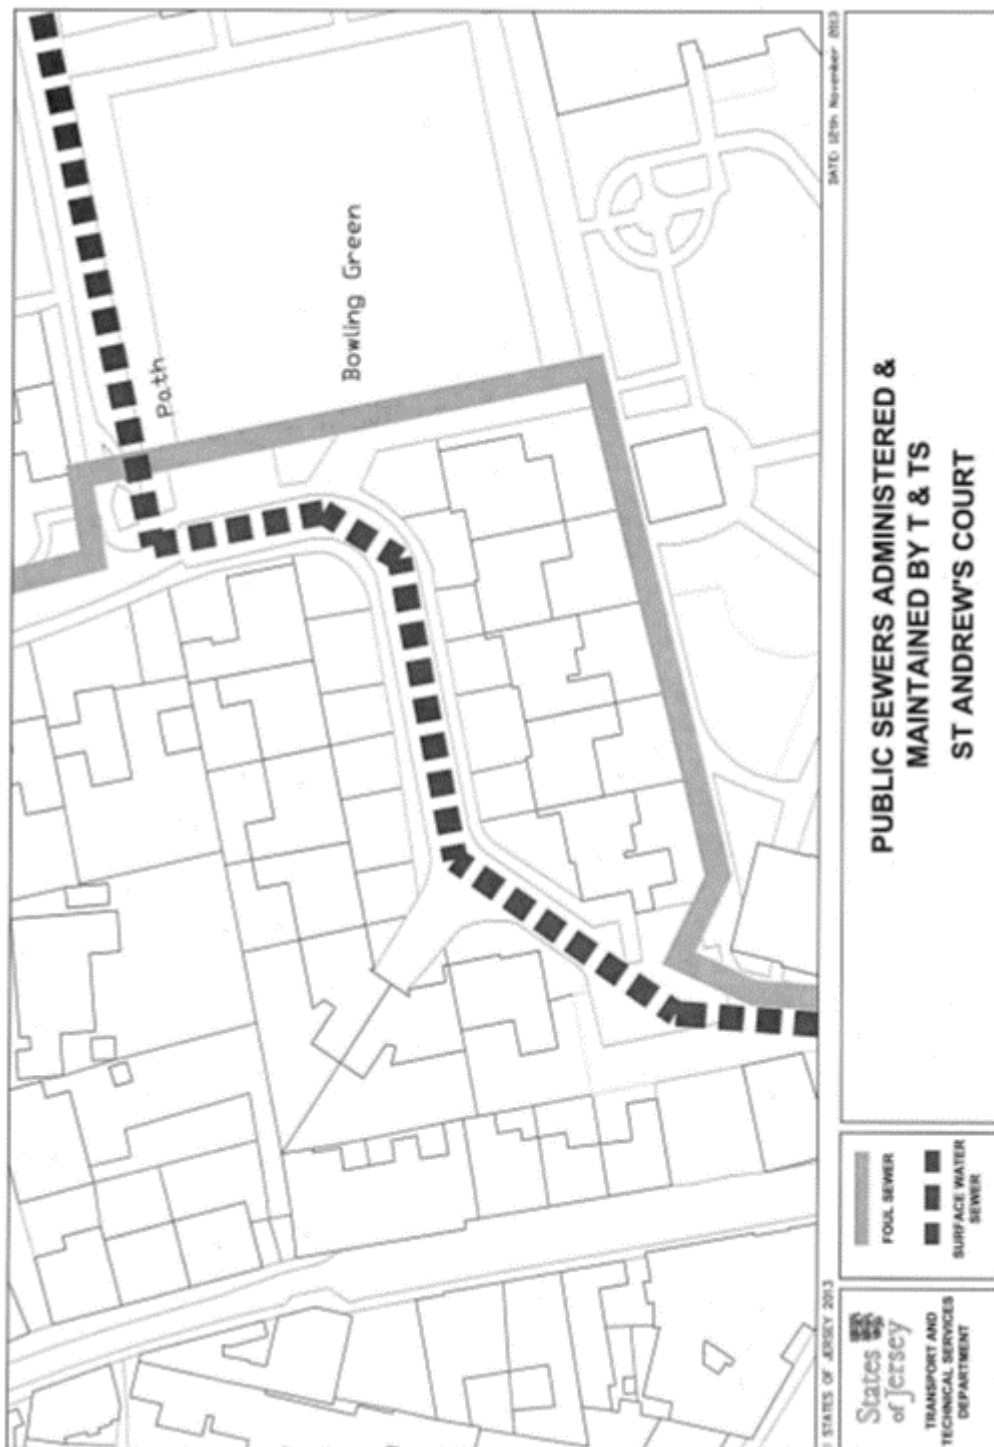 Path
Bowling Green
STATES OF JERSEY 2013
DATE: 12th November 2013
States
of Jersey
TRANSPORT AND
TECHNICAL SERVICES
DEPARTMENT
FOUL SEWER
SURFACE WATER
SEWER
PUBLIC SEWERS ADMINISTERED &
MAINTAINED BY T & TS
ST ANDREW'S COURT